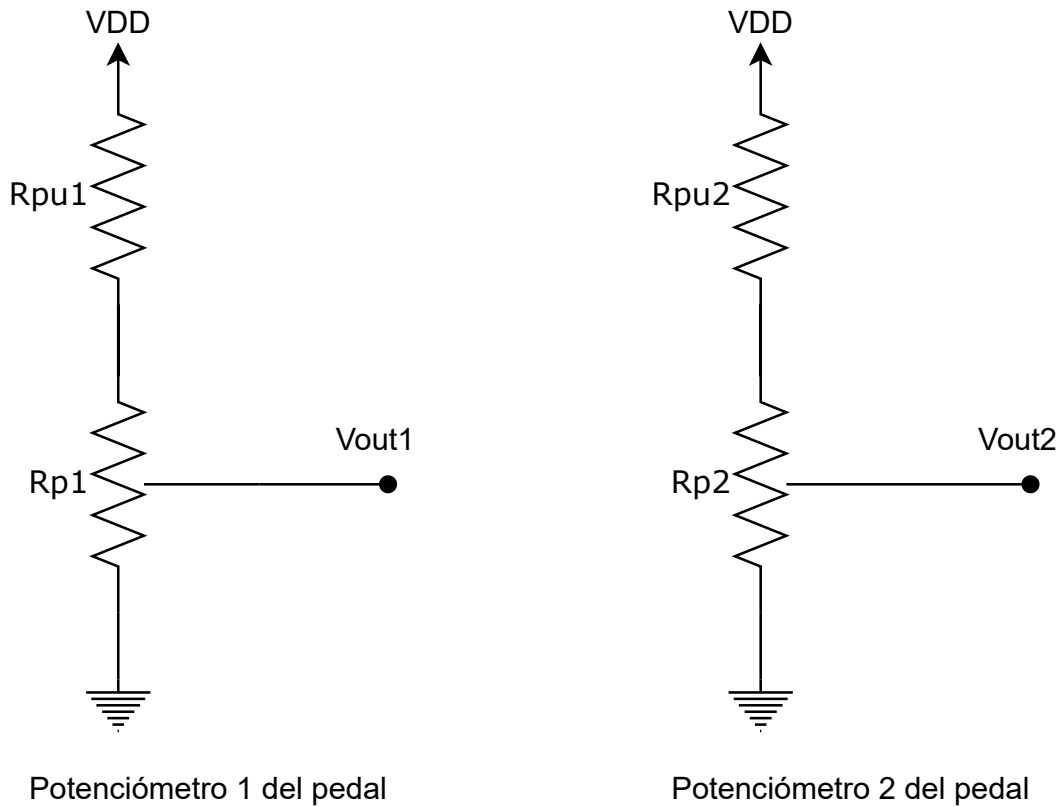 VDD
VDD
Rpu1
Rpu2
Vout1
Vout2
Rp1
Rp2
Potenciómetro 1 del pedal
Potenciómetro 2 del pedal